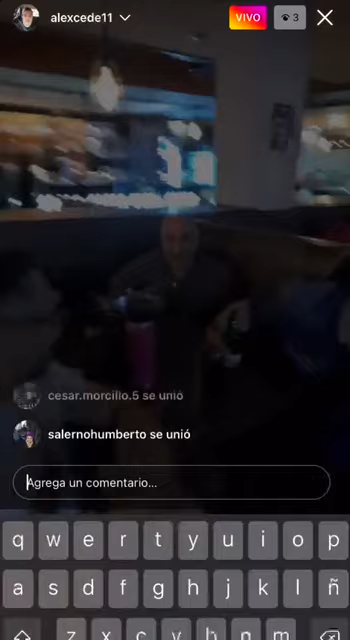 alexcede11
VIVO
3
cesar.morcillo.5 se unió
salernohumberto se unió
Agrega un comentario...
q w e r t y u i o p
a s d f g h j k l ñ
z x c v b n m